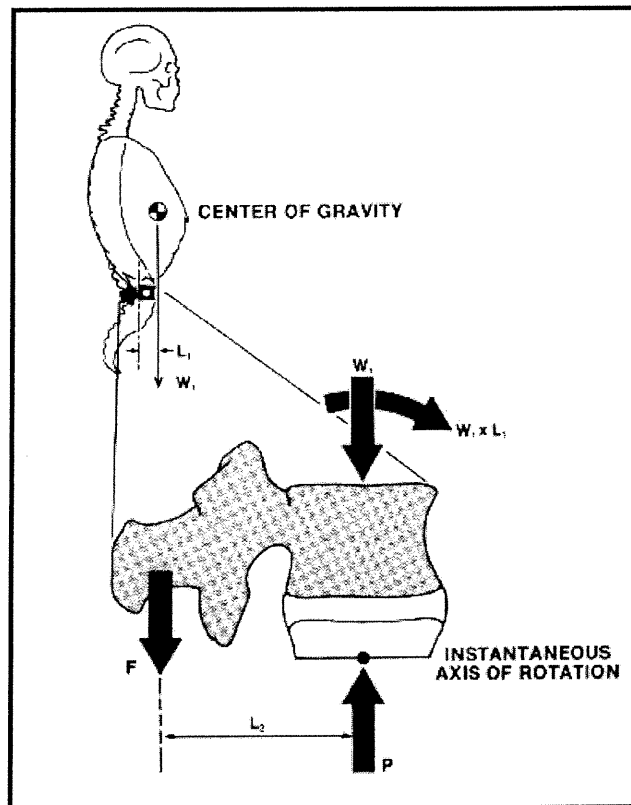 CENTER OF GRAVITY
L₁
W₁
W₁
W₁ x L₁
F
INSTANTANEOUS
AXIS OF ROTATION
L₂
P